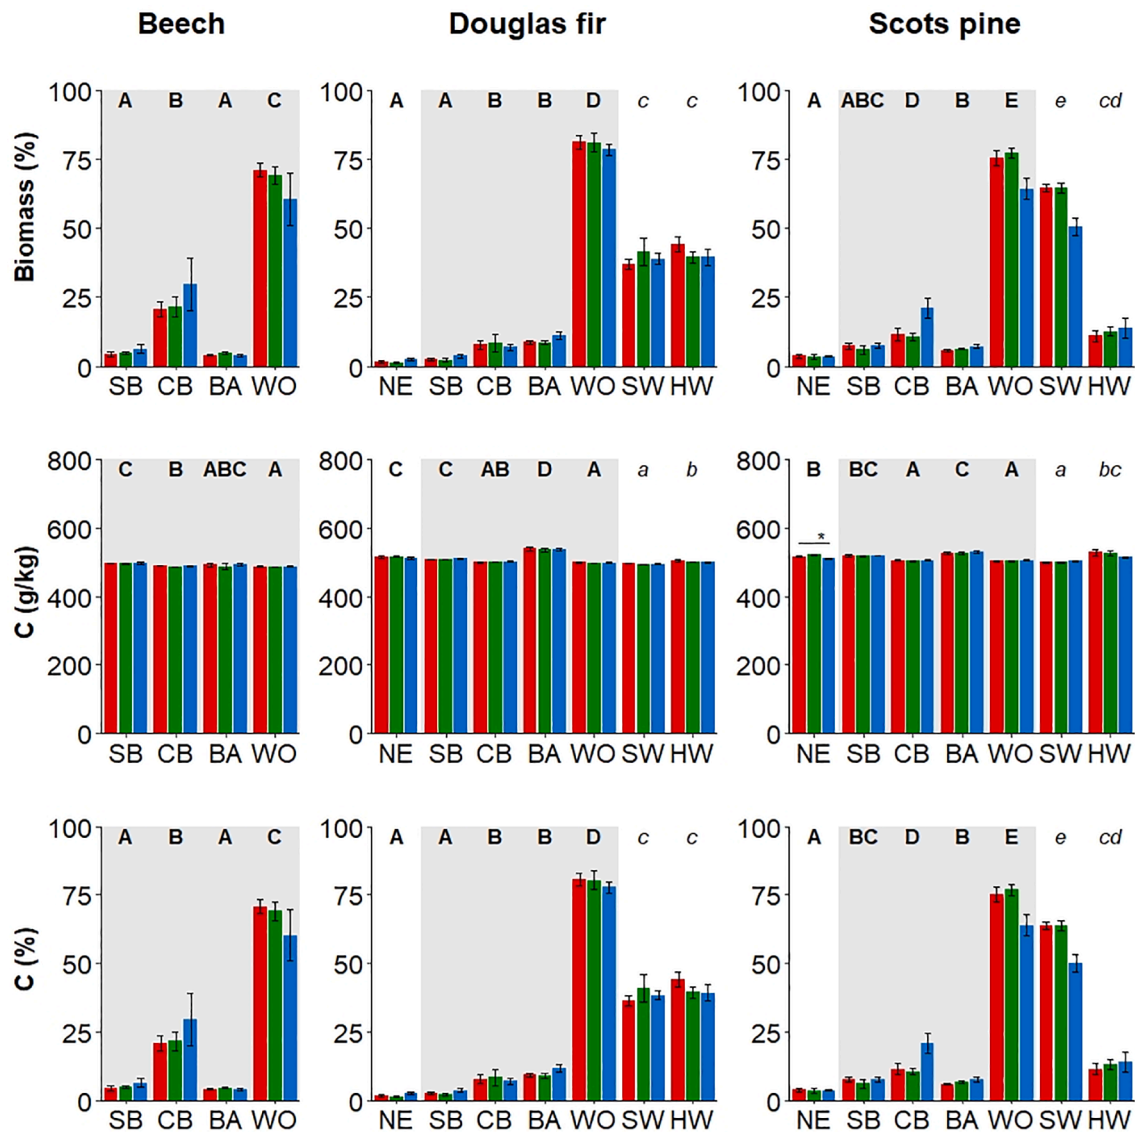 Beech Douglas fir Scots pine
Biomass (%)
100 75 50 25 0
A B A C
SB CB BA WO
100 75 50 25 0
A A B B D c c
NE SB CB BA WO SW HW
100 75 50 25 0
A ABC D B E e cd
NE SB CB BA WO SW HW
C (g/kg)
800 600 400 200 0
C B ABC A
SB CB BA WO
800 600 400 200 0
C C AB D A a b
NE SB CB BA WO SW HW
800 600 400 200 0
B BC A C A a bc
*
NE SB CB BA WO SW HW
C (%)
100 75 50 25 0
A B A C
SB CB BA WO
100 75 50 25 0
A A B B D c c
NE SB CB BA WO SW HW
100 75 50 25 0
A BC D B E e cd
NE SB CB BA WO SW HW